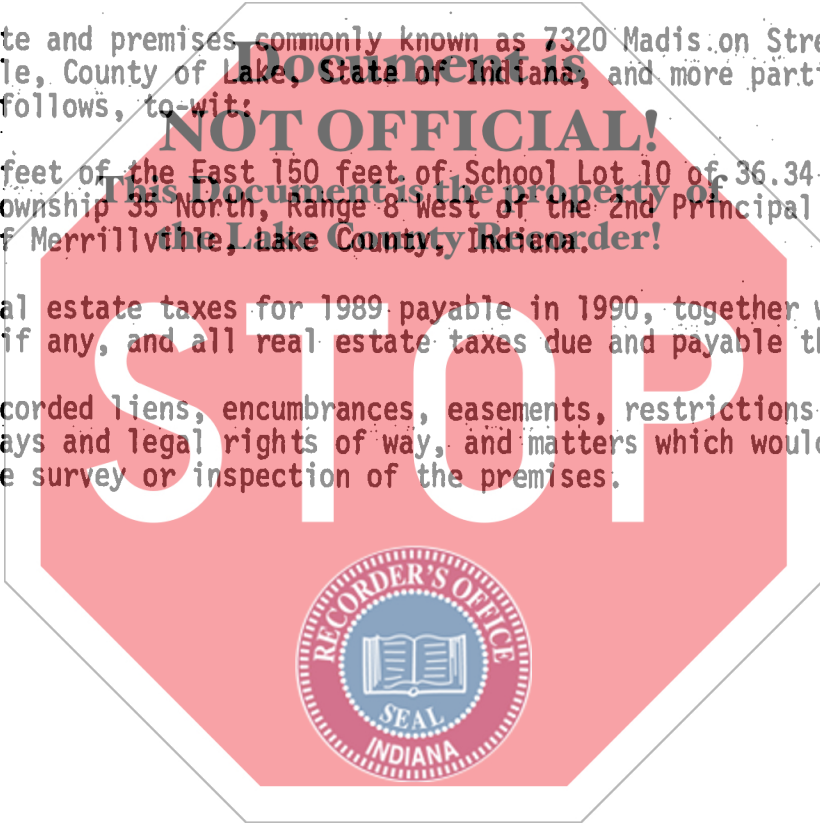 te and premises commonly known as 7320 Madis.on Stre
le, County of Lake, State of Indiana, and more parti
follows, to-wit:
feet of the East 150 feet of School Lot 10 of 36.34
ownship 35 North, Range 8 West of the 2nd Principal
f Merrillville, Lake County, Indiana.
al estate taxes for 1989 payable in 1990, together w
if any, and all real estate taxes due and payable th
corded liens, encumbrances, easements, restrictions
ays and legal rights of way, and matters which would
e survey or inspection of the premises.
Document is
NOT OFFICIAL!
This Document is the property of
the Lake County Recorder!
STOP
RECORDER'S OFFICE
SEAL
INDIANA